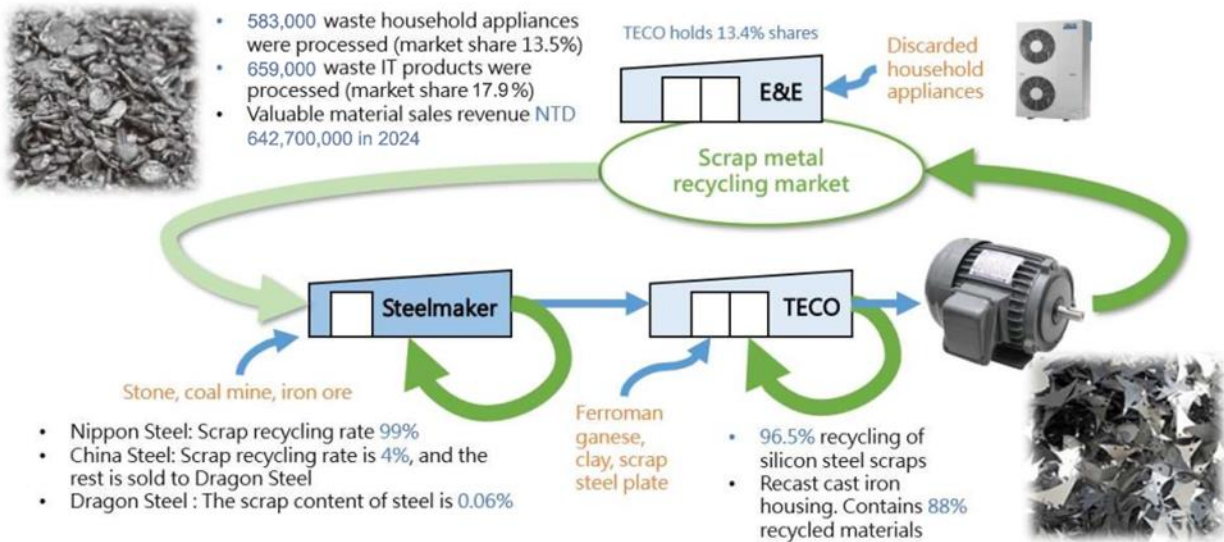 • 583,000 waste household appliances
were processed (market share 13.5%)
• 659,000 waste IT products were
processed (market share 17.9%)
• Valuable material sales revenue NTD
642,700,000 in 2024
TECO holds 13.4% shares
E&E
Discarded
household
appliances
Scrap metal
recycling market
Steelmaker
TECO
Stone, coal mine, iron ore
• Nippon Steel: Scrap recycling rate 99%
• China Steel: Scrap recycling rate is 4%, and the
rest is sold to Dragon Steel
• Dragon Steel : The scrap content of steel is 0.06%
Ferroman
ganese,
clay, scrap
steel plate
• 96.5% recycling of
silicon steel scraps
• Recast cast iron
housing. Contains 88%
recycled materials